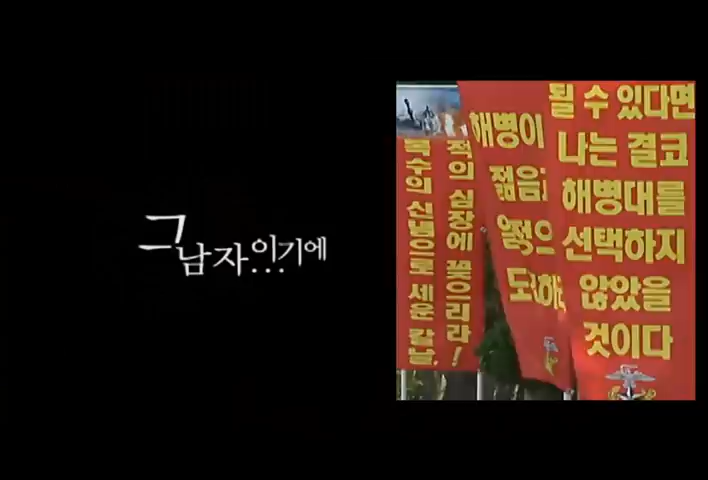 그 남자...이기에
복수의 신념으로 세운 칼날,
적의 심장에 꽂으리라!
해병이
젊음
될 수 있다면
나는 결코
해병대를
선택하지
않았을
것이다